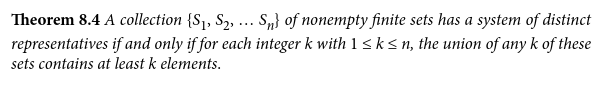 Theorem 8.4 A collection {S₁, S₂, … Sₙ} of nonempty finite sets has a system of distinct
representatives if and only if for each integer k with 1 ≤ k ≤ n, the union of any k of these
sets contains at least k elements.